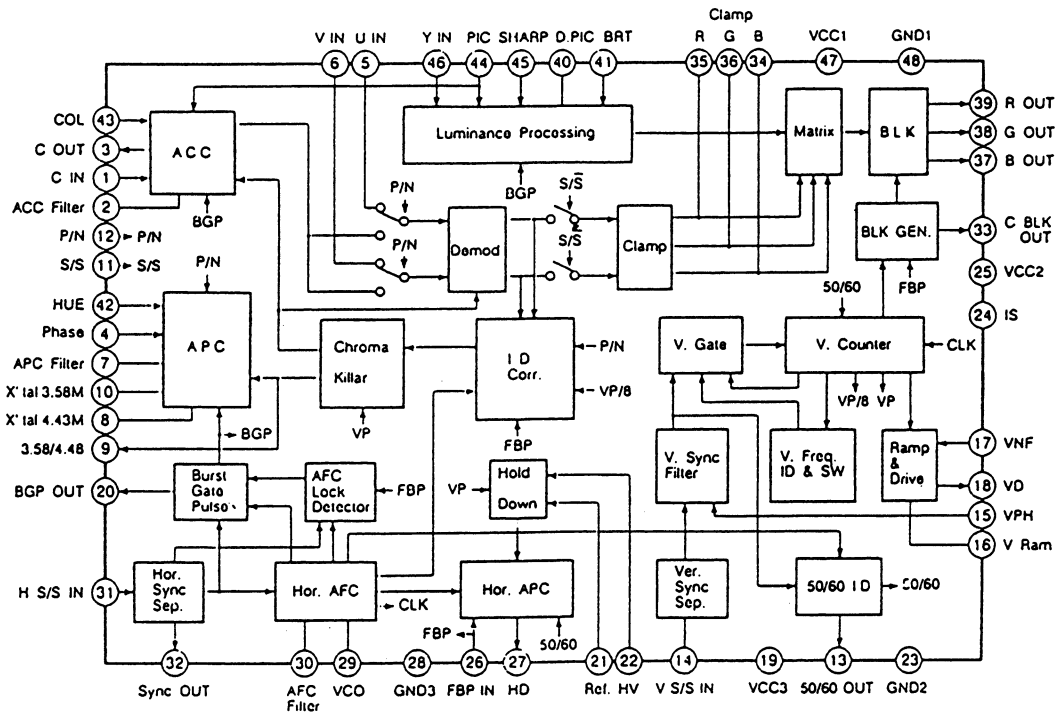 Clamp
V IN U IN Y IN PIC SHARP D.PIC BRT R G B VCC1 GND1
6 5 46 44 45 40 41 35 36 34 47 48
43 COL
3 C OUT
1 C IN
2 ACC Filter
12 P/N P/N
11 S/S S/S
42 HUE
4 Phase
7 APC Filter
10 X' tal 3.58M
8 X' tal 4.43M
9 3.58/4.48
20 BGP OUT
31 H S/S IN
ACC
BGP
Luminance Processing
BGP
Matrix
BLK
39 R OUT
38 G OUT
37 B OUT
P/N
P/N
Demod
S/S̄
S/S̄
Clamp
BLK GEN.
33 C BLK OUT
FBP
25 VCC2
24 IS
P/N
APC
BGP
Chroma
Killar
VP
ID
Corr.
P/N
VP/8
FBP
V. Gate
50/60
V. Counter
CLK
VP/8 VP
V. Sync
Filter
V. Freq.
ID & SW
Ramp
&
Drive
17 VNF
18 VD
15 VPH
16 V Ram
Burst
Gate
Pulse
AFC
Lock
Detector
FBP
VP
Hold
Down
Hor.
Sync
Sep.
Hor. AFC
CLK
Hor. APC
FBP
50/60
Ver.
Sync
Sep.
50/60 ID
50/60
32 30 29 28 26 27 21 22 14 19 13 23
Sync OUT AFC Filter VCO GND3 FBP IN HD Ref. HV V S/S IN VCC3 50/60 OUT GND2